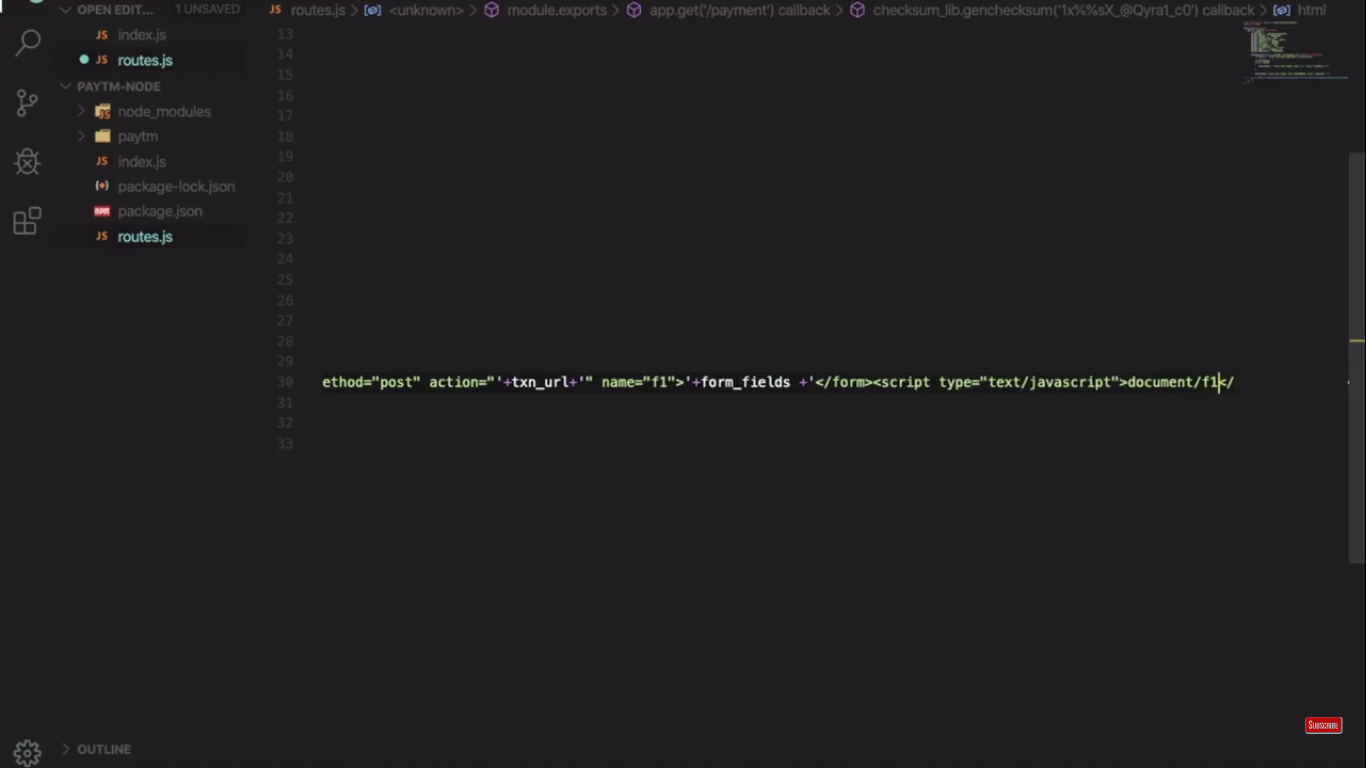 OPEN EDIT... 1 UNSAVED
JS index.js
JS routes.js
PAYTM-NODE
JS node_modules
paytm
JS index.js
package-lock.json
npm package.json
JS routes.js
OUTLINE
JS routes.js > <unknown> > module.exports > app.get('/payment') callback > checksum_lib.genchecksum('1x%%sX_@Qyra1_c0') callback > html
13
14
15
16
17
18
19
20
21
22
23
24
25
26
27
28
29
30 ethod="post" action="'+txn_url+'" name="f1">'+form_fields +'</form><script type="text/javascript">document/f1</
31
32
33
SUBSCRIBE